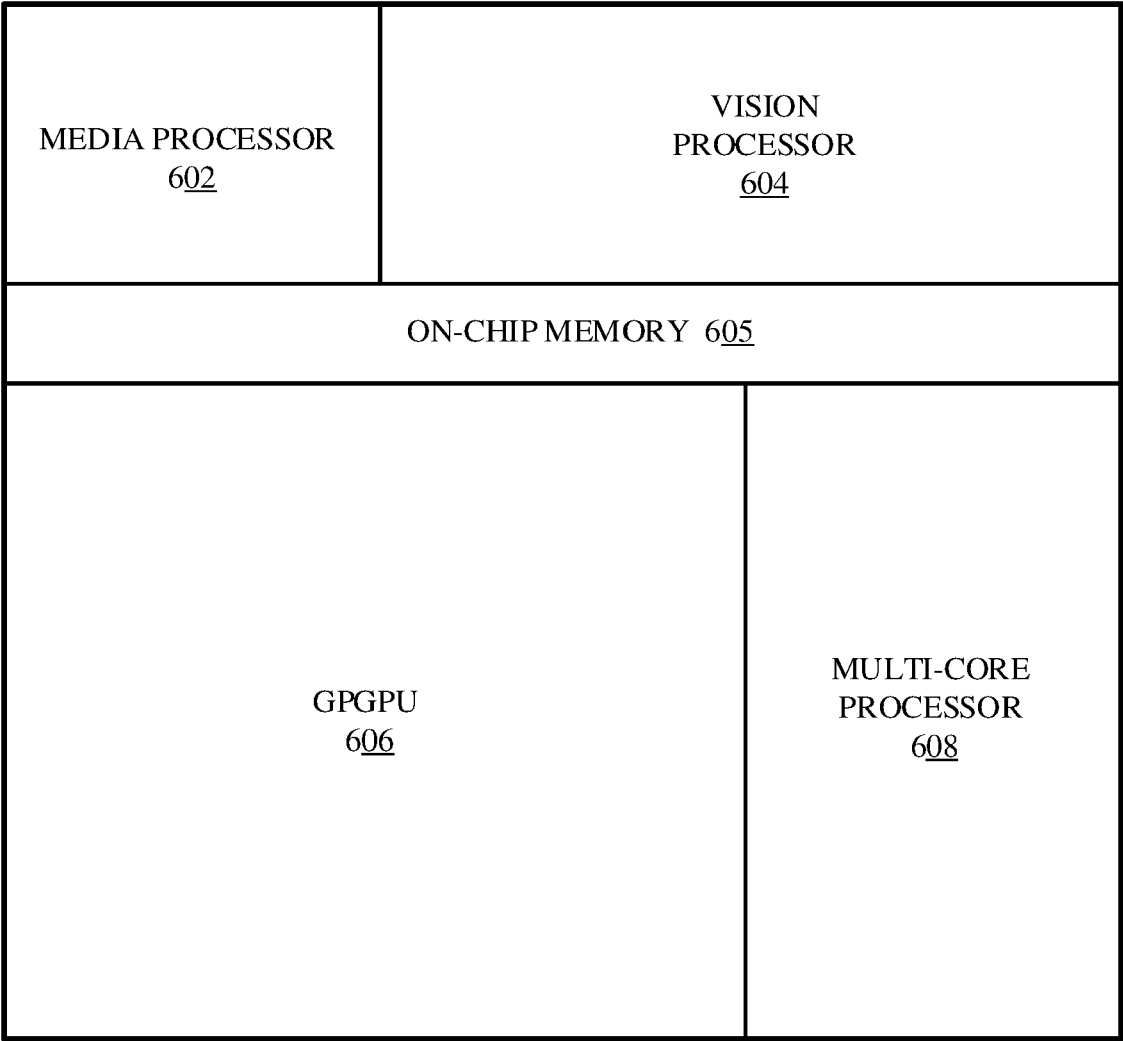 MEDIA PROCESSOR
602
VISION
PROCESSOR
604
ON-CHIP MEMORY 605
GPGPU
606
MULTI-CORE
PROCESSOR
608